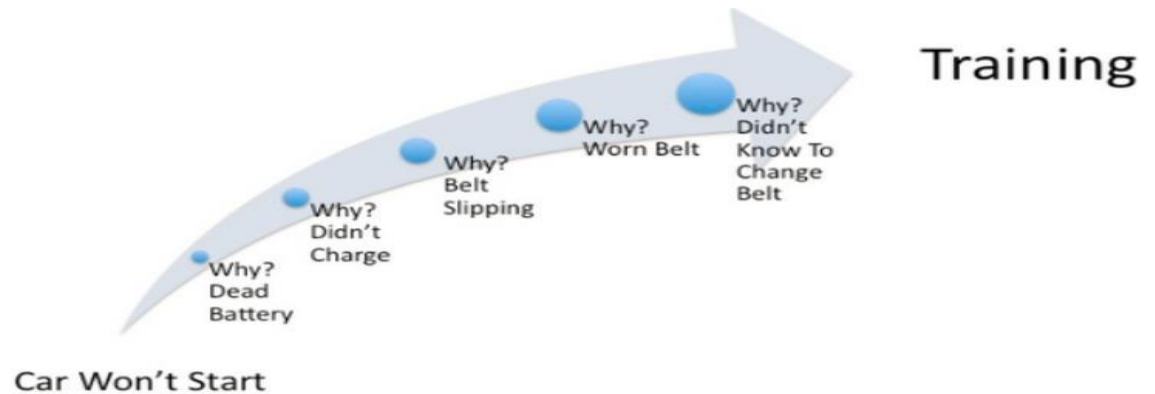 Training
Why?
Didn't
Know To
Change
Belt
Why?
Worn Belt
Why?
Belt
Slipping
Why?
Didn't
Charge
Why?
Dead
Battery
Car Won't Start